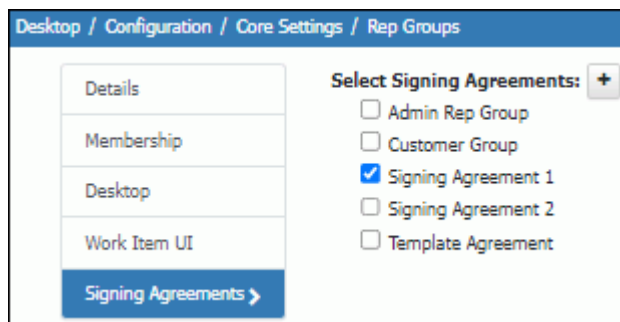 Desktop / Configuration / Core Settings / Rep Groups
Details
Membership
Desktop
Work Item UI
Signing Agreements
Select Signing Agreements: +
Admin Rep Group
Customer Group
Signing Agreement 1
Signing Agreement 2
Template Agreement